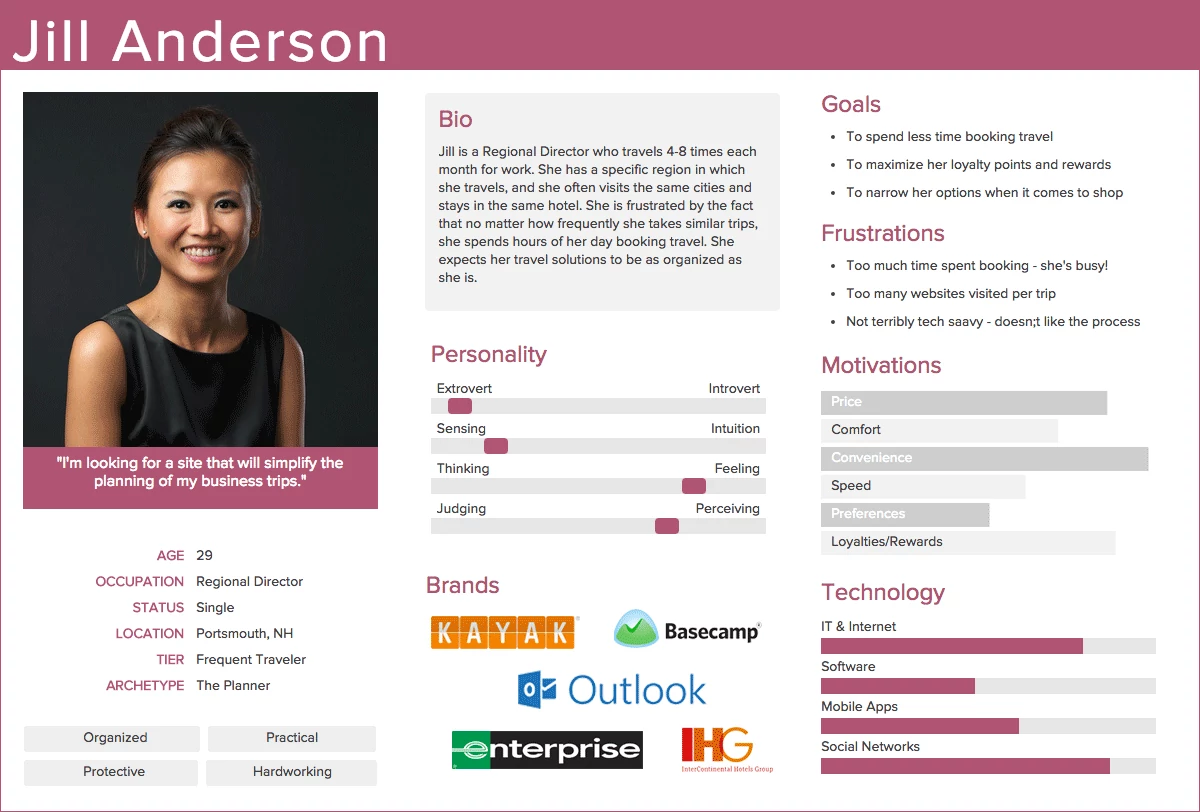 Jill Anderson
"I'm looking for a site that will simplify the
planning of my business trips."
AGE 29
OCCUPATION Regional Director
STATUS Single
LOCATION Portsmouth, NH
TIER Frequent Traveler
ARCHETYPE The Planner
Organized Practical
Protective Hardworking
Bio
Jill is a Regional Director who travels 4-8 times each
month for work. She has a specific region in which
she travels, and she often visits the same cities and
stays in the same hotel. She is frustrated by the fact
that no matter how frequently she takes similar trips,
she spends hours of her day booking travel. She
expects her travel solutions to be as organized as
she is.
Personality
Extrovert Introvert
Sensing Intuition
Thinking Feeling
Judging Perceiving
Brands
KAYAK® Basecamp®
Outlook
enterprise IHG
InterContinental Hotels Group
Goals
• To spend less time booking travel
• To maximize her loyalty points and rewards
• To narrow her options when it comes to shop
Frustrations
• Too much time spent booking - she's busy!
• Too many websites visited per trip
• Not terribly tech saavy - doesn;t like the process
Motivations
Price
Comfort
Convenience
Speed
Preferences
Loyalties/Rewards
Technology
IT & Internet
Software
Mobile Apps
Social Networks